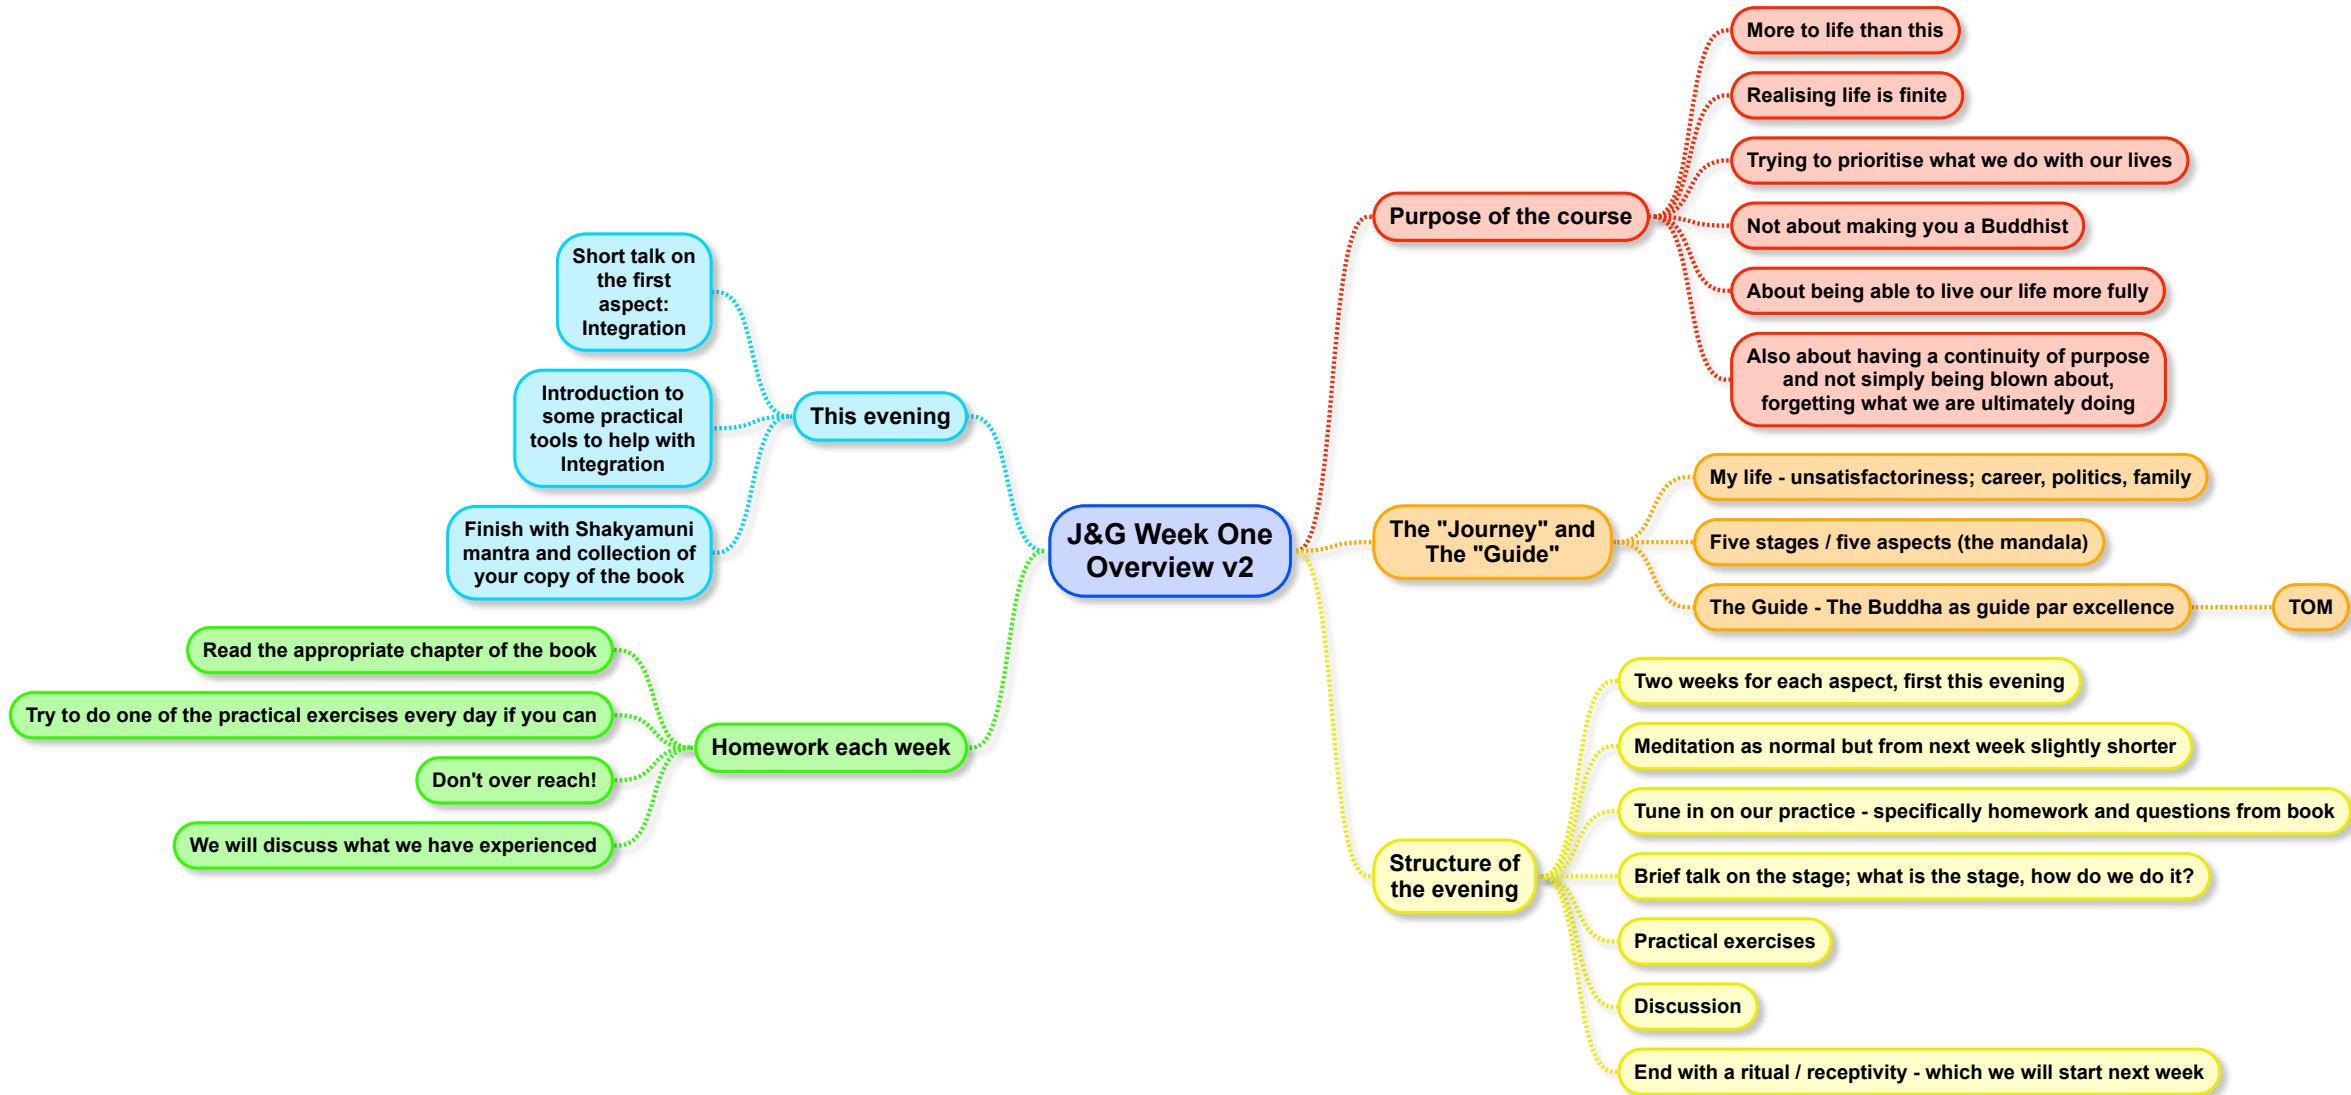 J&G Week One
Overview v2
Purpose of the course
More to life than this
Realising life is finite
Trying to prioritise what we do with our lives
Not about making you a Buddhist
About being able to live our life more fully
Also about having a continuity of purpose
and not simply being blown about,
forgetting what we are ultimately doing
The "Journey" and
The "Guide"
My life - unsatisfactoriness; career, politics, family
Five stages / five aspects (the mandala)
The Guide - The Buddha as guide par excellence
TOM
Structure of
the evening
Two weeks for each aspect, first this evening
Meditation as normal but from next week slightly shorter
Tune in on our practice - specifically homework and questions from book
Brief talk on the stage; what is the stage, how do we do it?
Practical exercises
Discussion
End with a ritual / receptivity - which we will start next week
This evening
Short talk on
the first
aspect:
Integration
Introduction to
some practical
tools to help with
Integration
Finish with Shakyamuni
mantra and collection of
your copy of the book
Homework each week
Read the appropriate chapter of the book
Try to do one of the practical exercises every day if you can
Don't over reach!
We will discuss what we have experienced